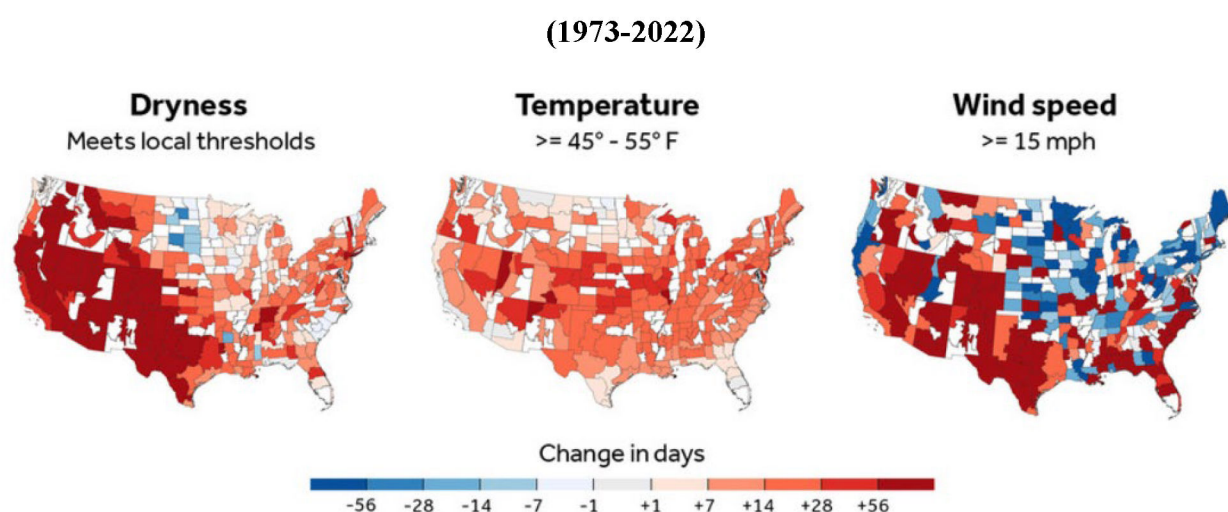 (1973-2022)
Dryness
Meets local thresholds
Temperature
>= 45° - 55° F
Wind speed
>= 15 mph
Change in days
-56 -28 -14 -7 -1 +1 +7 +14 +28 +56